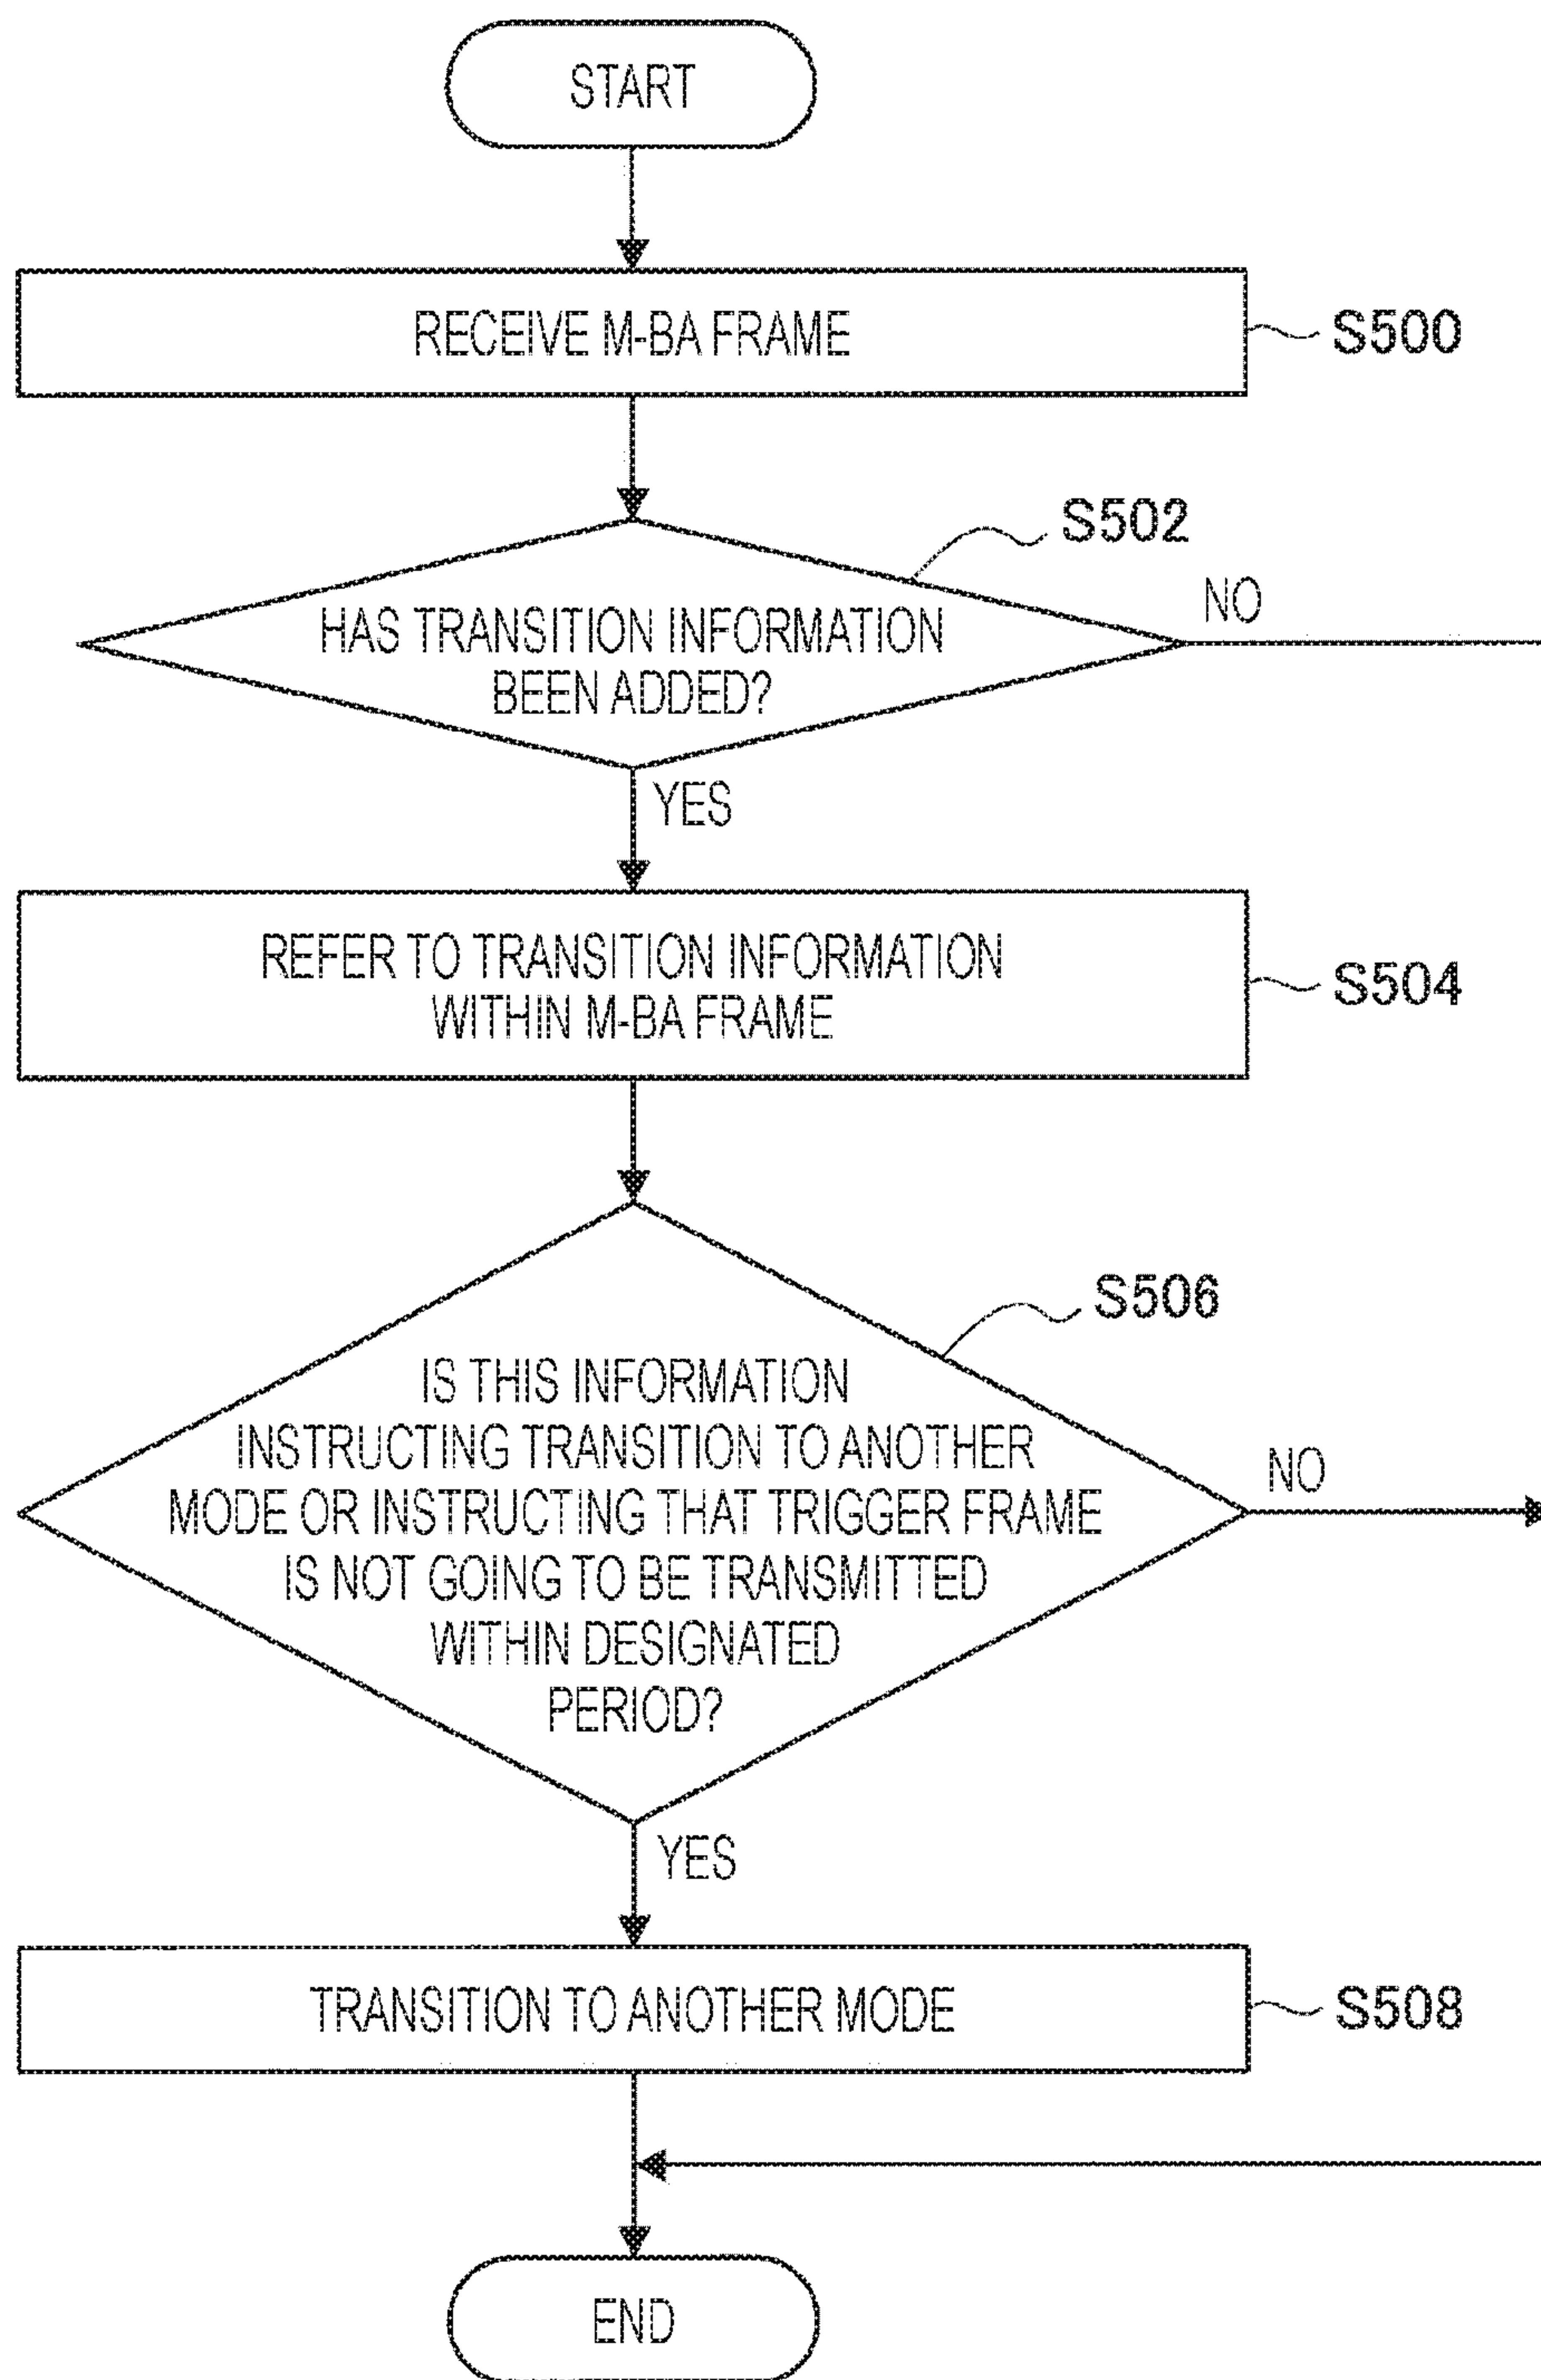 START
RECEIVE M-BA FRAME
S500
S502
HAS TRANSITION INFORMATION
BEEN ADDED?
NO
YES
REFER TO TRANSITION INFORMATION
WITHIN M-BA FRAME
S504
S506
IS THIS INFORMATION
INSTRUCTING TRANSITION TO ANOTHER
MODE OR INSTRUCTING THAT TRIGGER FRAME
IS NOT GOING TO BE TRANSMITTED
WITHIN DESIGNATED
PERIOD?
NO
YES
TRANSITION TO ANOTHER MODE
S508
END